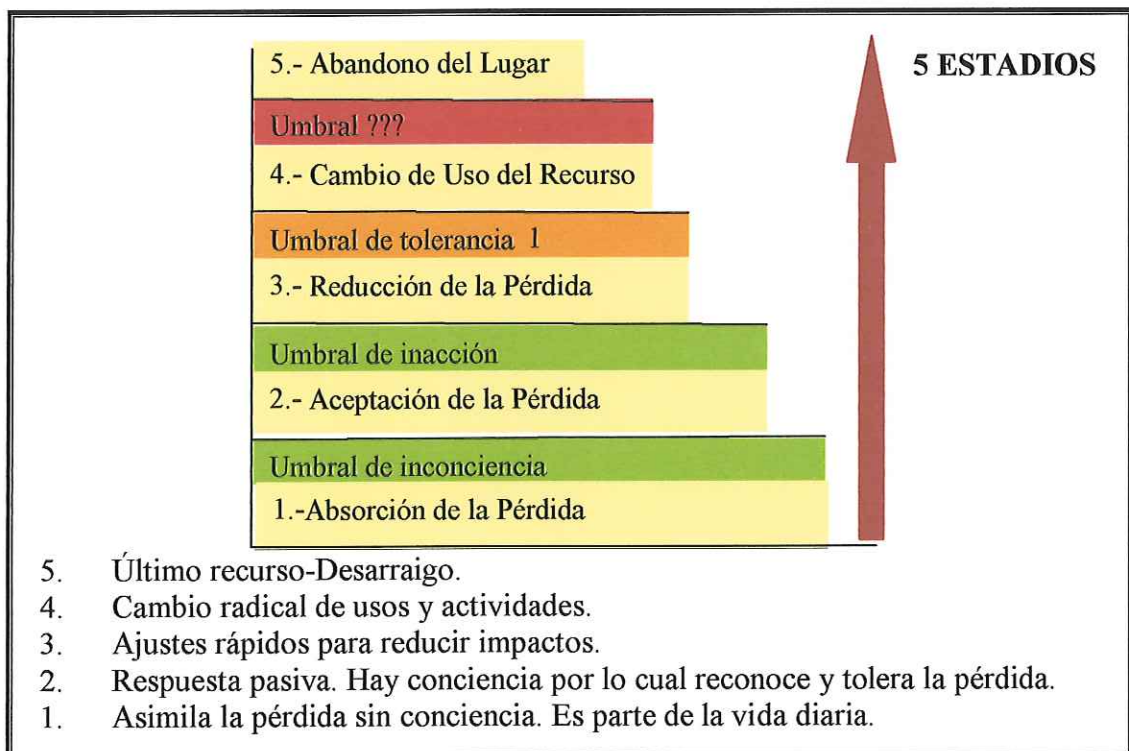 5.- Abandono del Lugar
5 ESTADIOS
Umbral ???
4.- Cambio de Uso del Recurso
Umbral de tolerancia 1
3.- Reducción de la Pérdida
Umbral de inacción
2.- Aceptación de la Pérdida
Umbral de inconciencia
1.-Absorción de la Pérdida
5. Último recurso-Desarraigo.
4. Cambio radical de usos y actividades.
3. Ajustes rápidos para reducir impactos.
2. Respuesta pasiva. Hay conciencia por lo cual reconoce y tolera la pérdida.
1. Asimila la pérdida sin conciencia. Es parte de la vida diaria.